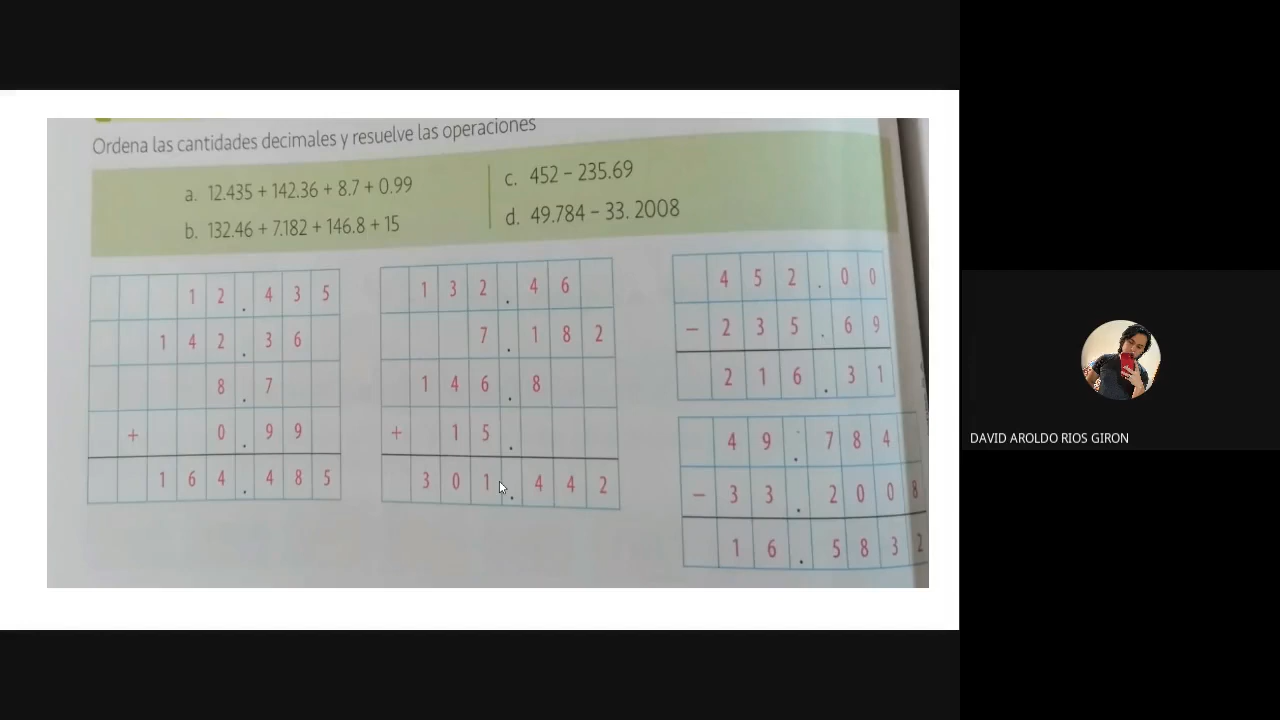 Ordena las cantidades decimales y resuelve las operaciones
a. 12.435 + 142.36 + 8.7 + 0.99
b. 132.46 + 7.182 + 146.8 + 15
c. 452 – 235.69
d. 49.784 – 33. 2008
1 2 . 4 3 5
1 4 2 . 3 6
8 . 7
+ 0 . 9 9
1 6 4 . 4 8 5
1 3 2 . 4 6
7 . 1 8 2
1 4 6 . 8
+ 1 5 .
3 0 1 . 4 4 2
4 5 2 . 0 0
– 2 3 5 . 6 9
2 1 6 . 3 1
4 9 . 7 8 4
– 3 3 . 2 0 0 8
1 6 . 5 8 3 2
DAVID AROLDO RIOS GIRON